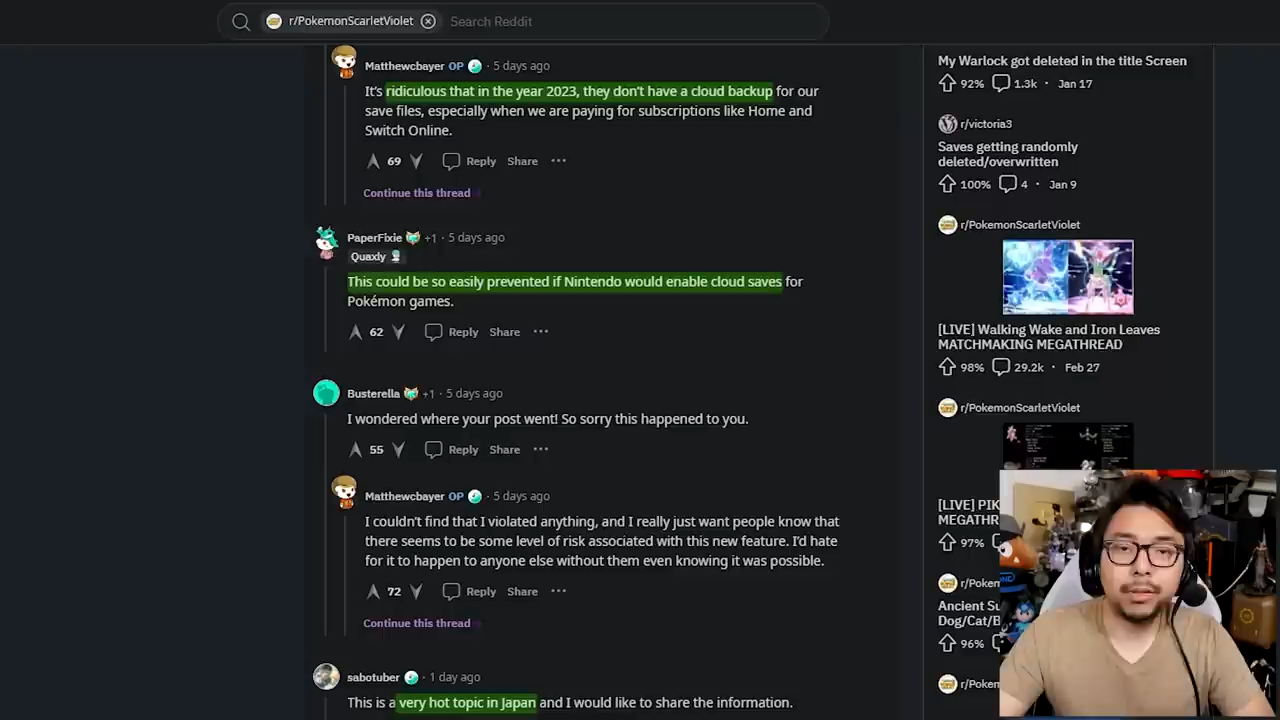 r/PokemonScarletViolet
Search Reddit
Matthewcbayer OP · 5 days ago
It's ridiculous that in the year 2023, they don't have a cloud backup for our
save files, especially when we are paying for subscriptions like Home and
Switch Online.
69 Reply Share ···
Continue this thread
PaperFixie +1 · 5 days ago
Quaxly
This could be so easily prevented if Nintendo would enable cloud saves for
Pokémon games.
62 Reply Share ···
Busterella +1 · 5 days ago
I wondered where your post went! So sorry this happened to you.
55 Reply Share ···
Matthewcbayer OP · 5 days ago
I couldn't find that I violated anything, and I really just want people know that
there seems to be some level of risk associated with this new feature. I'd hate
for it to happen to anyone else without them even knowing it was possible.
72 Reply Share ···
Continue this thread
sabotuber · 1 day ago
This is a very hot topic in Japan and I would like to share the information.
My Warlock got deleted in the title Screen
92% 1.3k · Jan 17
r/victoria3
Saves getting randomly
deleted/overwritten
100% 4 · Jan 9
r/PokemonScarletViolet
[LIVE] Walking Wake and Iron Leaves
MATCHMAKING MEGATHREAD
98% 29.2k · Feb 27
r/PokemonScarletViolet
[LIVE] PIK
MEGATHR
97%
r/Pokem
Ancient Su
Dog/Cat/B
96%
r/Pokem